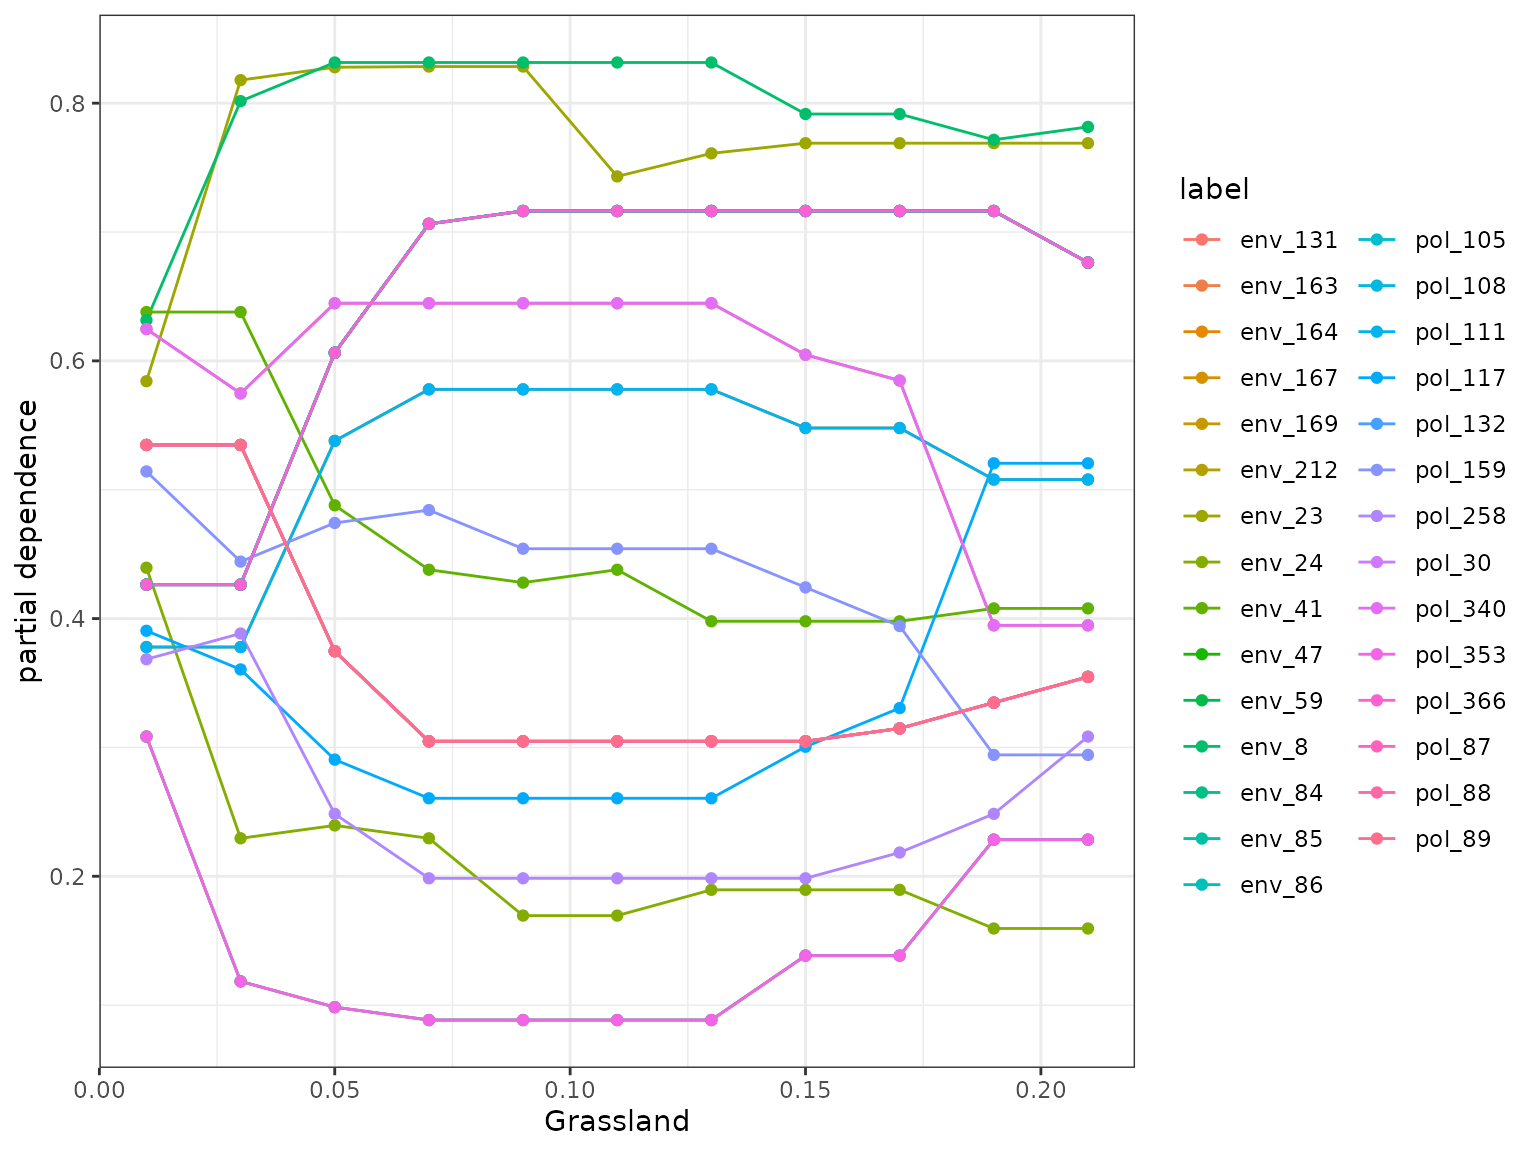 partial dependence
0.8
0.6
0.4
0.2
0.00 0.05 0.10 0.15 0.20
Grassland
label
env_131 pol_105
env_163 pol_108
env_164 pol_111
env_167 pol_117
env_169 pol_132
env_212 pol_159
env_23 pol_258
env_24 pol_30
env_41 pol_340
env_47 pol_353
env_59 pol_366
env_8 pol_87
env_84 pol_88
env_85 pol_89
env_86